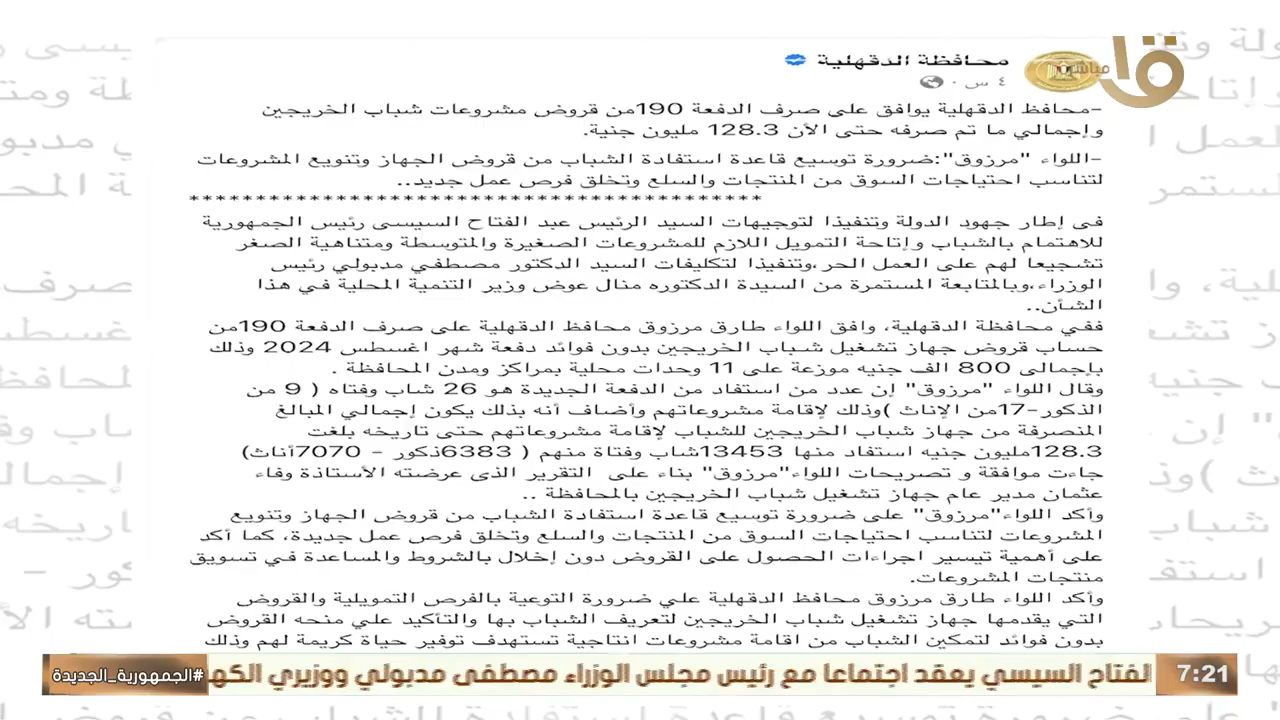 محافظة الدقهلية
مباشر
٤ س ·
-محافظ الدقهلية يوافق على صرف الدفعة 190من قروض مشروعات شباب الخريجين
وإجمالي ما تم صرفه حتى الأن 128.3 مليون جنية.
-اللواء "مرزوق":ضرورة توسيع قاعدة استفادة الشباب من قروض الجهاز وتنويع المشروعات
لتناسب احتياجات السوق من المنتجات والسلع وتخلق فرص عمل جديد..
********************************************
فى إطار جهود الدولة وتنفيذا لتوجيهات السيد الرئيس عبد الفتاح السيسى رئيس الجمهورية
للاهتمام بالشباب وإتاحة التمويل اللازم للمشروعات الصغيرة والمتوسطة ومتناهية الصغر
تشجيعا لهم على العمل الحر،وتنفيذا لتكليفات السيد الدكتور مصطفي مدبولي رئيس
الوزراء،وبالمتابعة المستمرة من السيدة الدكتوره منال عوض وزير التنمية المحلية في هذا
الشأن..
ففي محافظة الدقهلية، وافق اللواء طارق مرزوق محافظ الدقهلية على صرف الدفعة 190من
حساب قروض جهاز تشغيل شباب الخريجين بدون فوائد دفعة شهر اغسطس 2024 وذلك
بإجمالى 800 الف جنيه موزعة على 11 وحدات محلية بمراكز ومدن المحافظة .
وقال اللواء "مرزوق" إن عدد من استفاد من الدفعة الجديدة هو 26 شاب وفتاه ( 9 من
الذكور-17من الإناث )وذلك لإقامة مشروعاتهم وأضاف أنه بذلك يكون إجمالي المبالغ
المنصرفة من جهاز شباب الخريجين للشباب لإقامة مشروعاتهم حتى تاريخه بلغت
128.3مليون جنيه استفاد منها 13453شاب وفتاة منهم ( 6383ذكور - 7070أناث)
جاءت موافقة و تصريحات اللواء"مرزوق" بناء على التقرير الذى عرضته الأستاذة وفاء
عثمان مدير عام جهاز تشغيل شباب الخريجين بالمحافظة ..
وأكد اللواء"مرزوق" على ضرورة توسيع قاعدة استفادة الشباب من قروض الجهاز وتنويع
المشروعات لتناسب احتياجات السوق من المنتجات والسلع وتخلق فرص عمل جديدة، كما أكد
على أهمية تيسير اجراءات الحصول على القروض دون إخلال بالشروط والمساعدة في تسويق
منتجات المشروعات.
وأكد اللواء طارق مرزوق محافظ الدقهلية علي ضرورة التوعية بالفرص التمويلية والقروض
التي يقدمها جهاز تشغيل شباب الخريجين لتعريف الشباب بها والتأكيد علي منحه القروض
بدون فوائد لتمكين الشباب من اقامة مشروعات انتاجية تستهدف توفير حياة كريمة لهم وذلك
7:21
لفتاح السيسي يعقد اجتماعا مع رئيس مجلس الوزراء مصطفى مدبولي ووزيري الكه
#الجمهورية_الجديدة